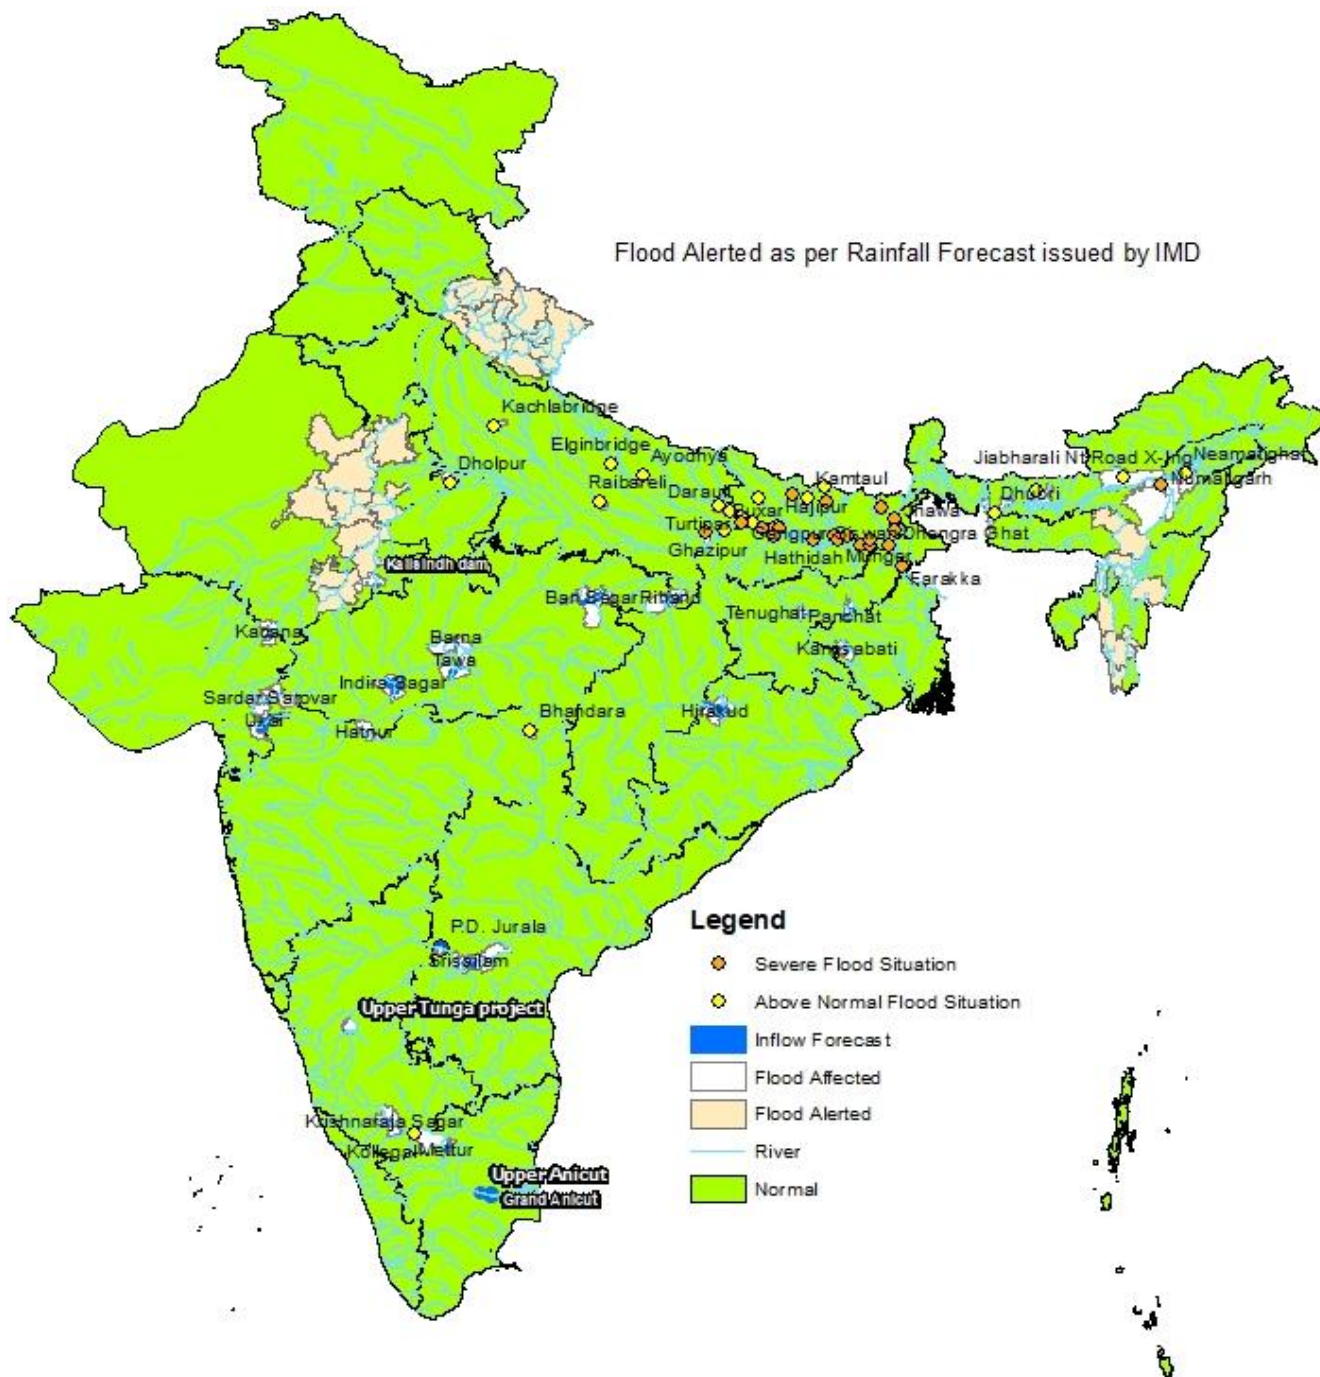 Flood Alerted as per Rainfall Forecast issued by IMD
Kachlabridge
Elginbridge
Ayodhya
Dholpur
Raibareli
Kamtaul
Jiabharali Nt Road X-Ing
Neamatighat
Numaligarh
Dhubri
Darauli
Buxar
Hajipur
Turtipar
Dhengra Ghat
Ghazipur
Hathidah
Munger
Farakka
Kalisindh dam
Ban Sagar
Rihand
Tenughat
Panchat
Kadana
Barna
Tawa
Kangsabati
Indira Sagar
Sardar Sarovar
Ukai
Hatnur
Bhandara
Hirakud
P.D. Jurala
Srisailam
Upper Tunga project
Krishnaraja Sagar
Kollegal
Mettur
Upper Anicut
Grand Anicut
Legend
Severe Flood Situation
Above Normal Flood Situation
Inflow Forecast
Flood Affected
Flood Alerted
River
Normal